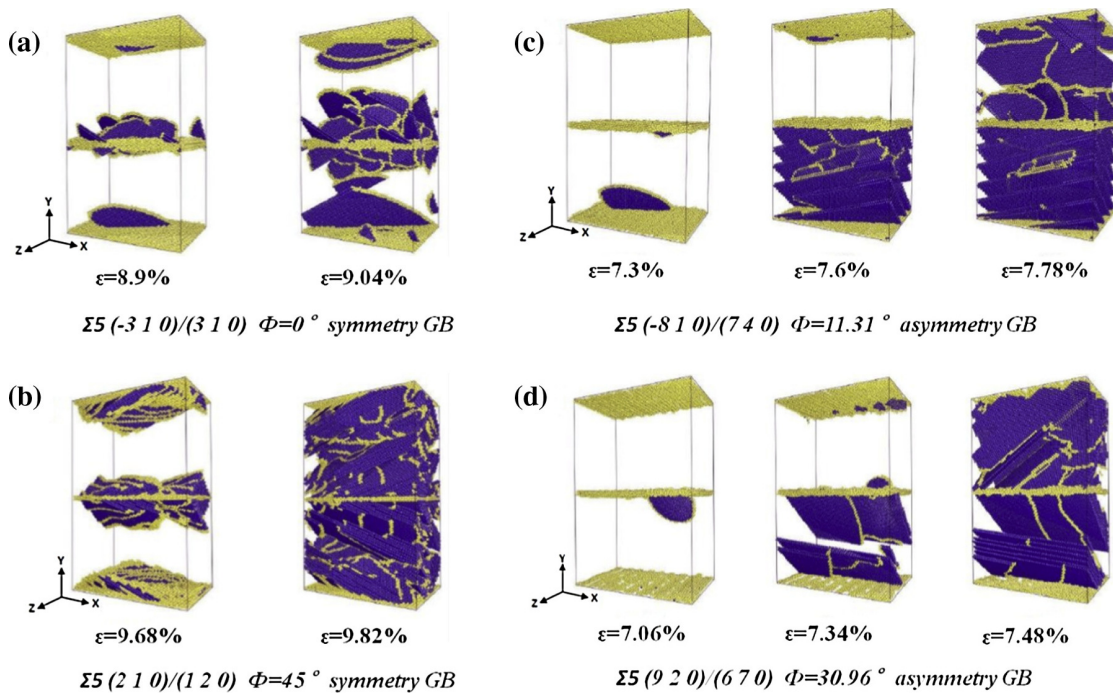 (a)
Y
Z
X
ε=8.9%
ε=9.04%
Σ5 (-3 1 0)/(3 1 0) Φ=0 ° symmetry GB
(c)
Y
Z
X
ε=7.3%
ε=7.6%
ε=7.78%
Σ5 (-8 1 0)/(7 4 0) Φ=11.31 ° asymmetry GB
(b)
Y
Z
X
ε=9.68%
ε=9.82%
Σ5 (2 1 0)/(1 2 0) Φ=45 ° symmetry GB
(d)
Y
Z
X
ε=7.06%
ε=7.34%
ε=7.48%
Σ5 (9 2 0)/(6 7 0) Φ=30.96 ° asymmetry GB